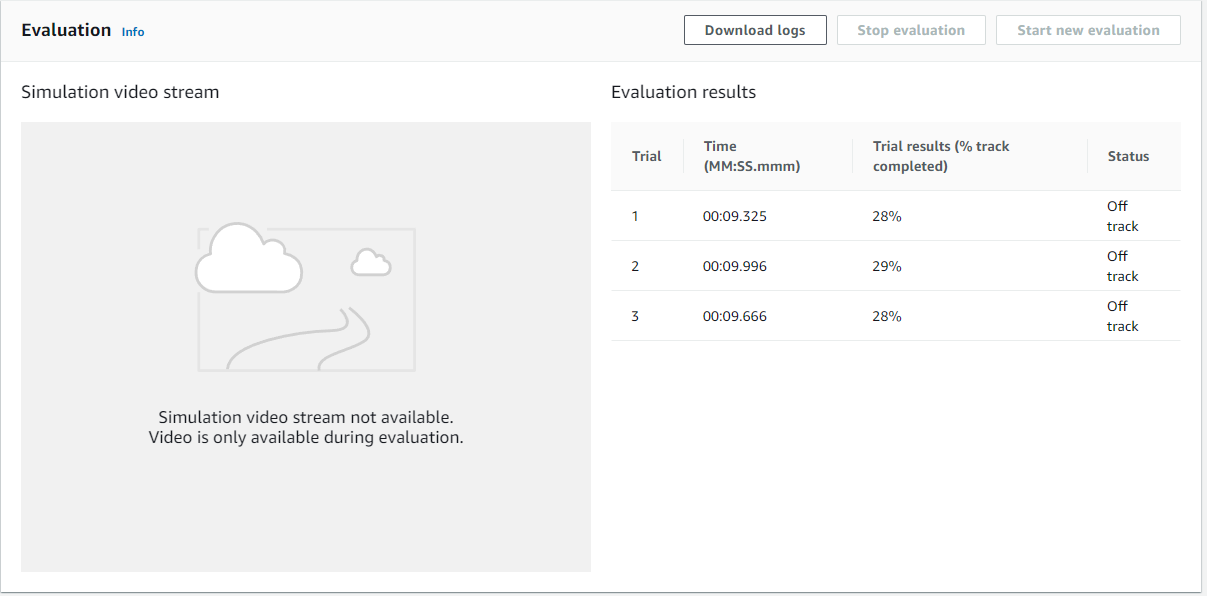 Evaluation Info Download logs Stop evaluation Start new evaluation
Simulation video stream
Evaluation results
Trial Time (MM:SS.mmm) Trial results (% track completed) Status
1 00:09.325 28% Off track
2 00:09.996 29% Off track
3 00:09.666 28% Off track
Simulation video stream not available.
Video is only available during evaluation.